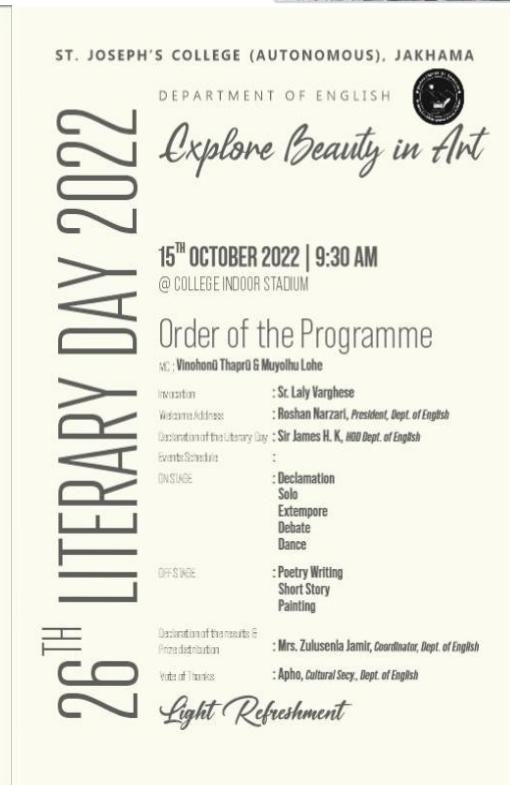 ST. JOSEPH'S COLLEGE (AUTONOMOUS), JAKHAMA
DEPARTMENT OF ENGLISH
Explore Beauty in Art
26TH LITERARY DAY 2022
15TH OCTOBER 2022 | 9:30 AM
@ COLLEGE INDOOR STADIUM
Order of the Programme
MC : Vinohonü Thaprü & Muyolhu Lohe
Invocation : Sr. Laly Varghese
Welcome Address : Roshan Narzari, President, Dept. of English
Declaration of the Literary Day : Sir James H. K, HOD Dept. of English
Events Schedule :
ON STAGE : Declamation
Solo
Extempore
Debate
Dance
OFF STAGE : Poetry Writing
Short Story
Painting
Declaration of the results &
Prize distribution : Mrs. Zulusenla Jamir, Coordinator, Dept. of English
Vote of Thanks : Apho, Cultural Secy., Dept. of English
Light Refreshment